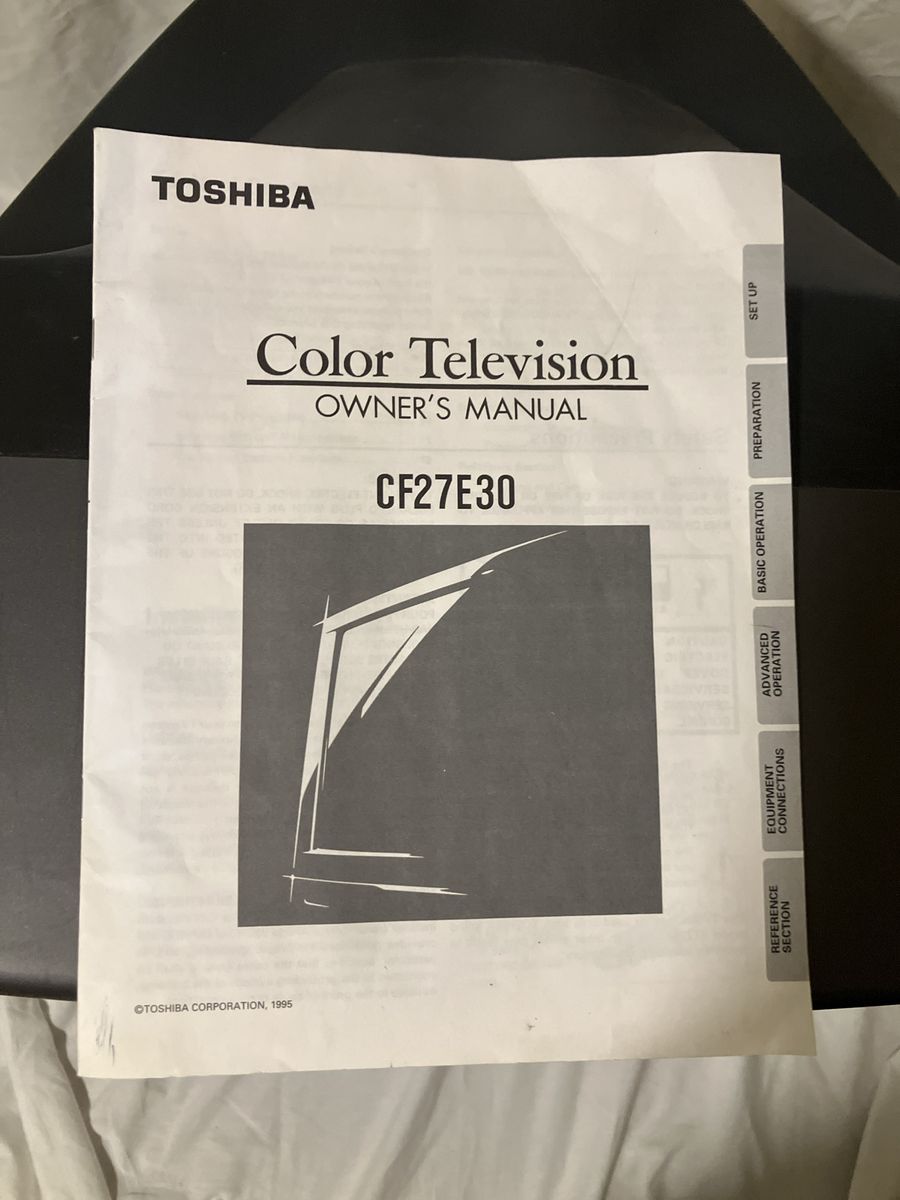 TOSHIBA
Color Television
OWNER'S MANUAL
CF27E30
SET UP
PREPARATION
BASIC OPERATION
ADVANCED
OPERATION
EQUIPMENT
CONNECTIONS
REFERENCE
SECTION
©TOSHIBA CORPORATION, 1995